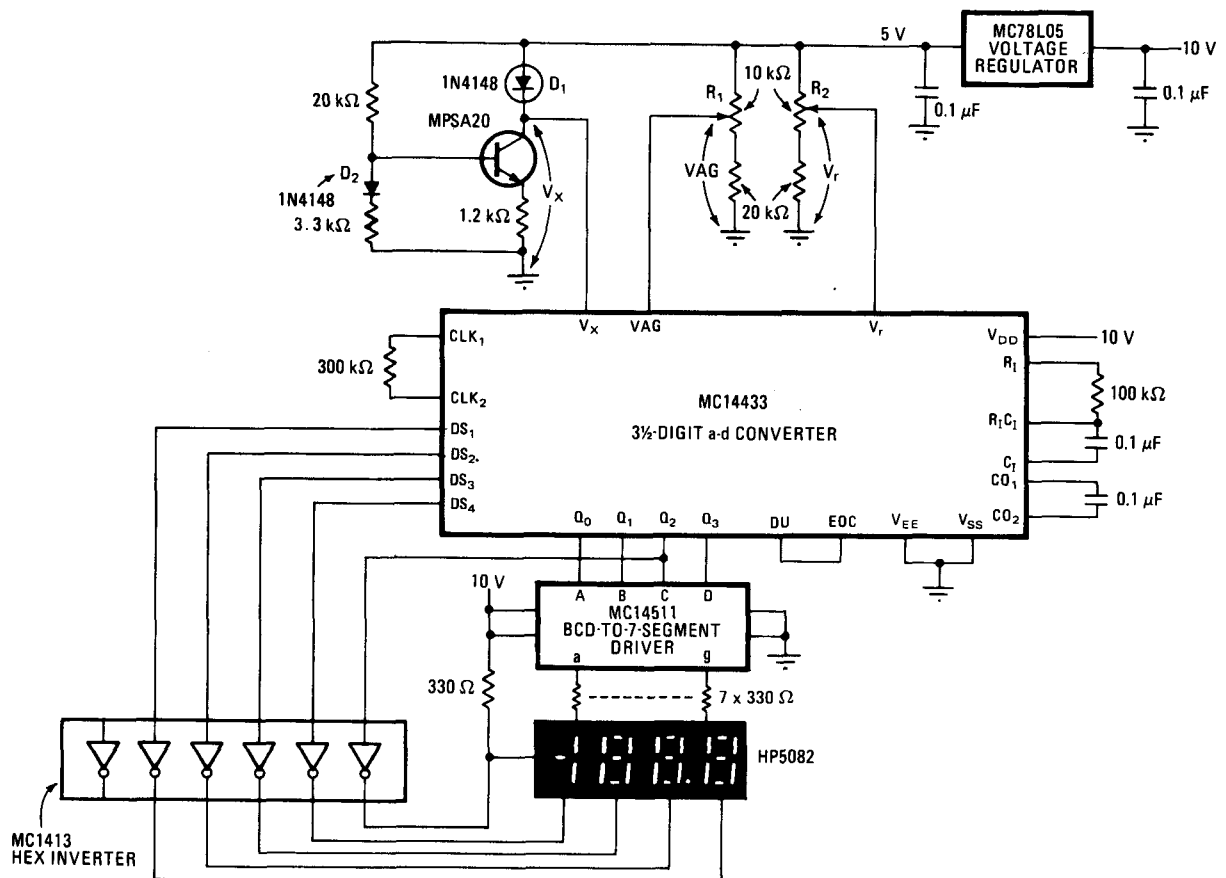 5 V
MC78L05
VOLTAGE
REGULATOR
10 V
0.1 µF
0.1 µF
1N4148
D1
20 kΩ
MPSA20
R1
10 kΩ
R2
D2
1N4148
3.3 kΩ
1.2 kΩ
VX
VAG
20 kΩ
Vr
VX
VAG
Vr
CLK1
300 kΩ
CLK2
DS1
DS2
DS3
DS4
MC14433
3½-DIGIT a-d CONVERTER
VDD
10 V
RI
100 kΩ
RICI
0.1 µF
CI
CO1
0.1 µF
CO2
Q0
Q1
Q2
Q3
DU
EOC
VEE
VSS
10 V
A
B
C
D
MC14511
BCD-TO-7-SEGMENT
DRIVER
a
g
330 Ω
7 x 330 Ω
-188.8
HP5082
MC1413
HEX INVERTER